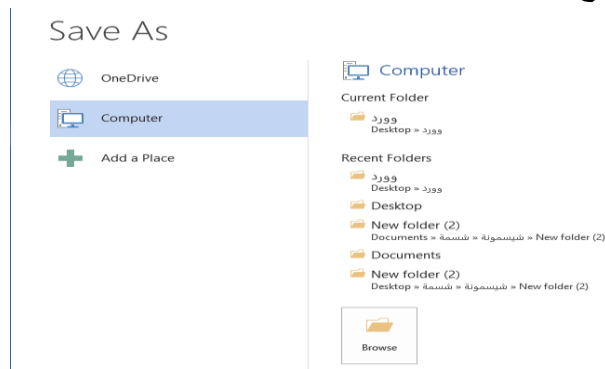 Save As
OneDrive
Computer
Add a Place
Computer
Current Folder
وورد
Desktop » وورد
Recent Folders
وورد
Desktop » وورد
Desktop
New folder (2)
Documents » شيسمونة » شسمة » New folder (2)
Documents
New folder (2)
Desktop » شيسمونة » شسمة » New folder (2)
Browse